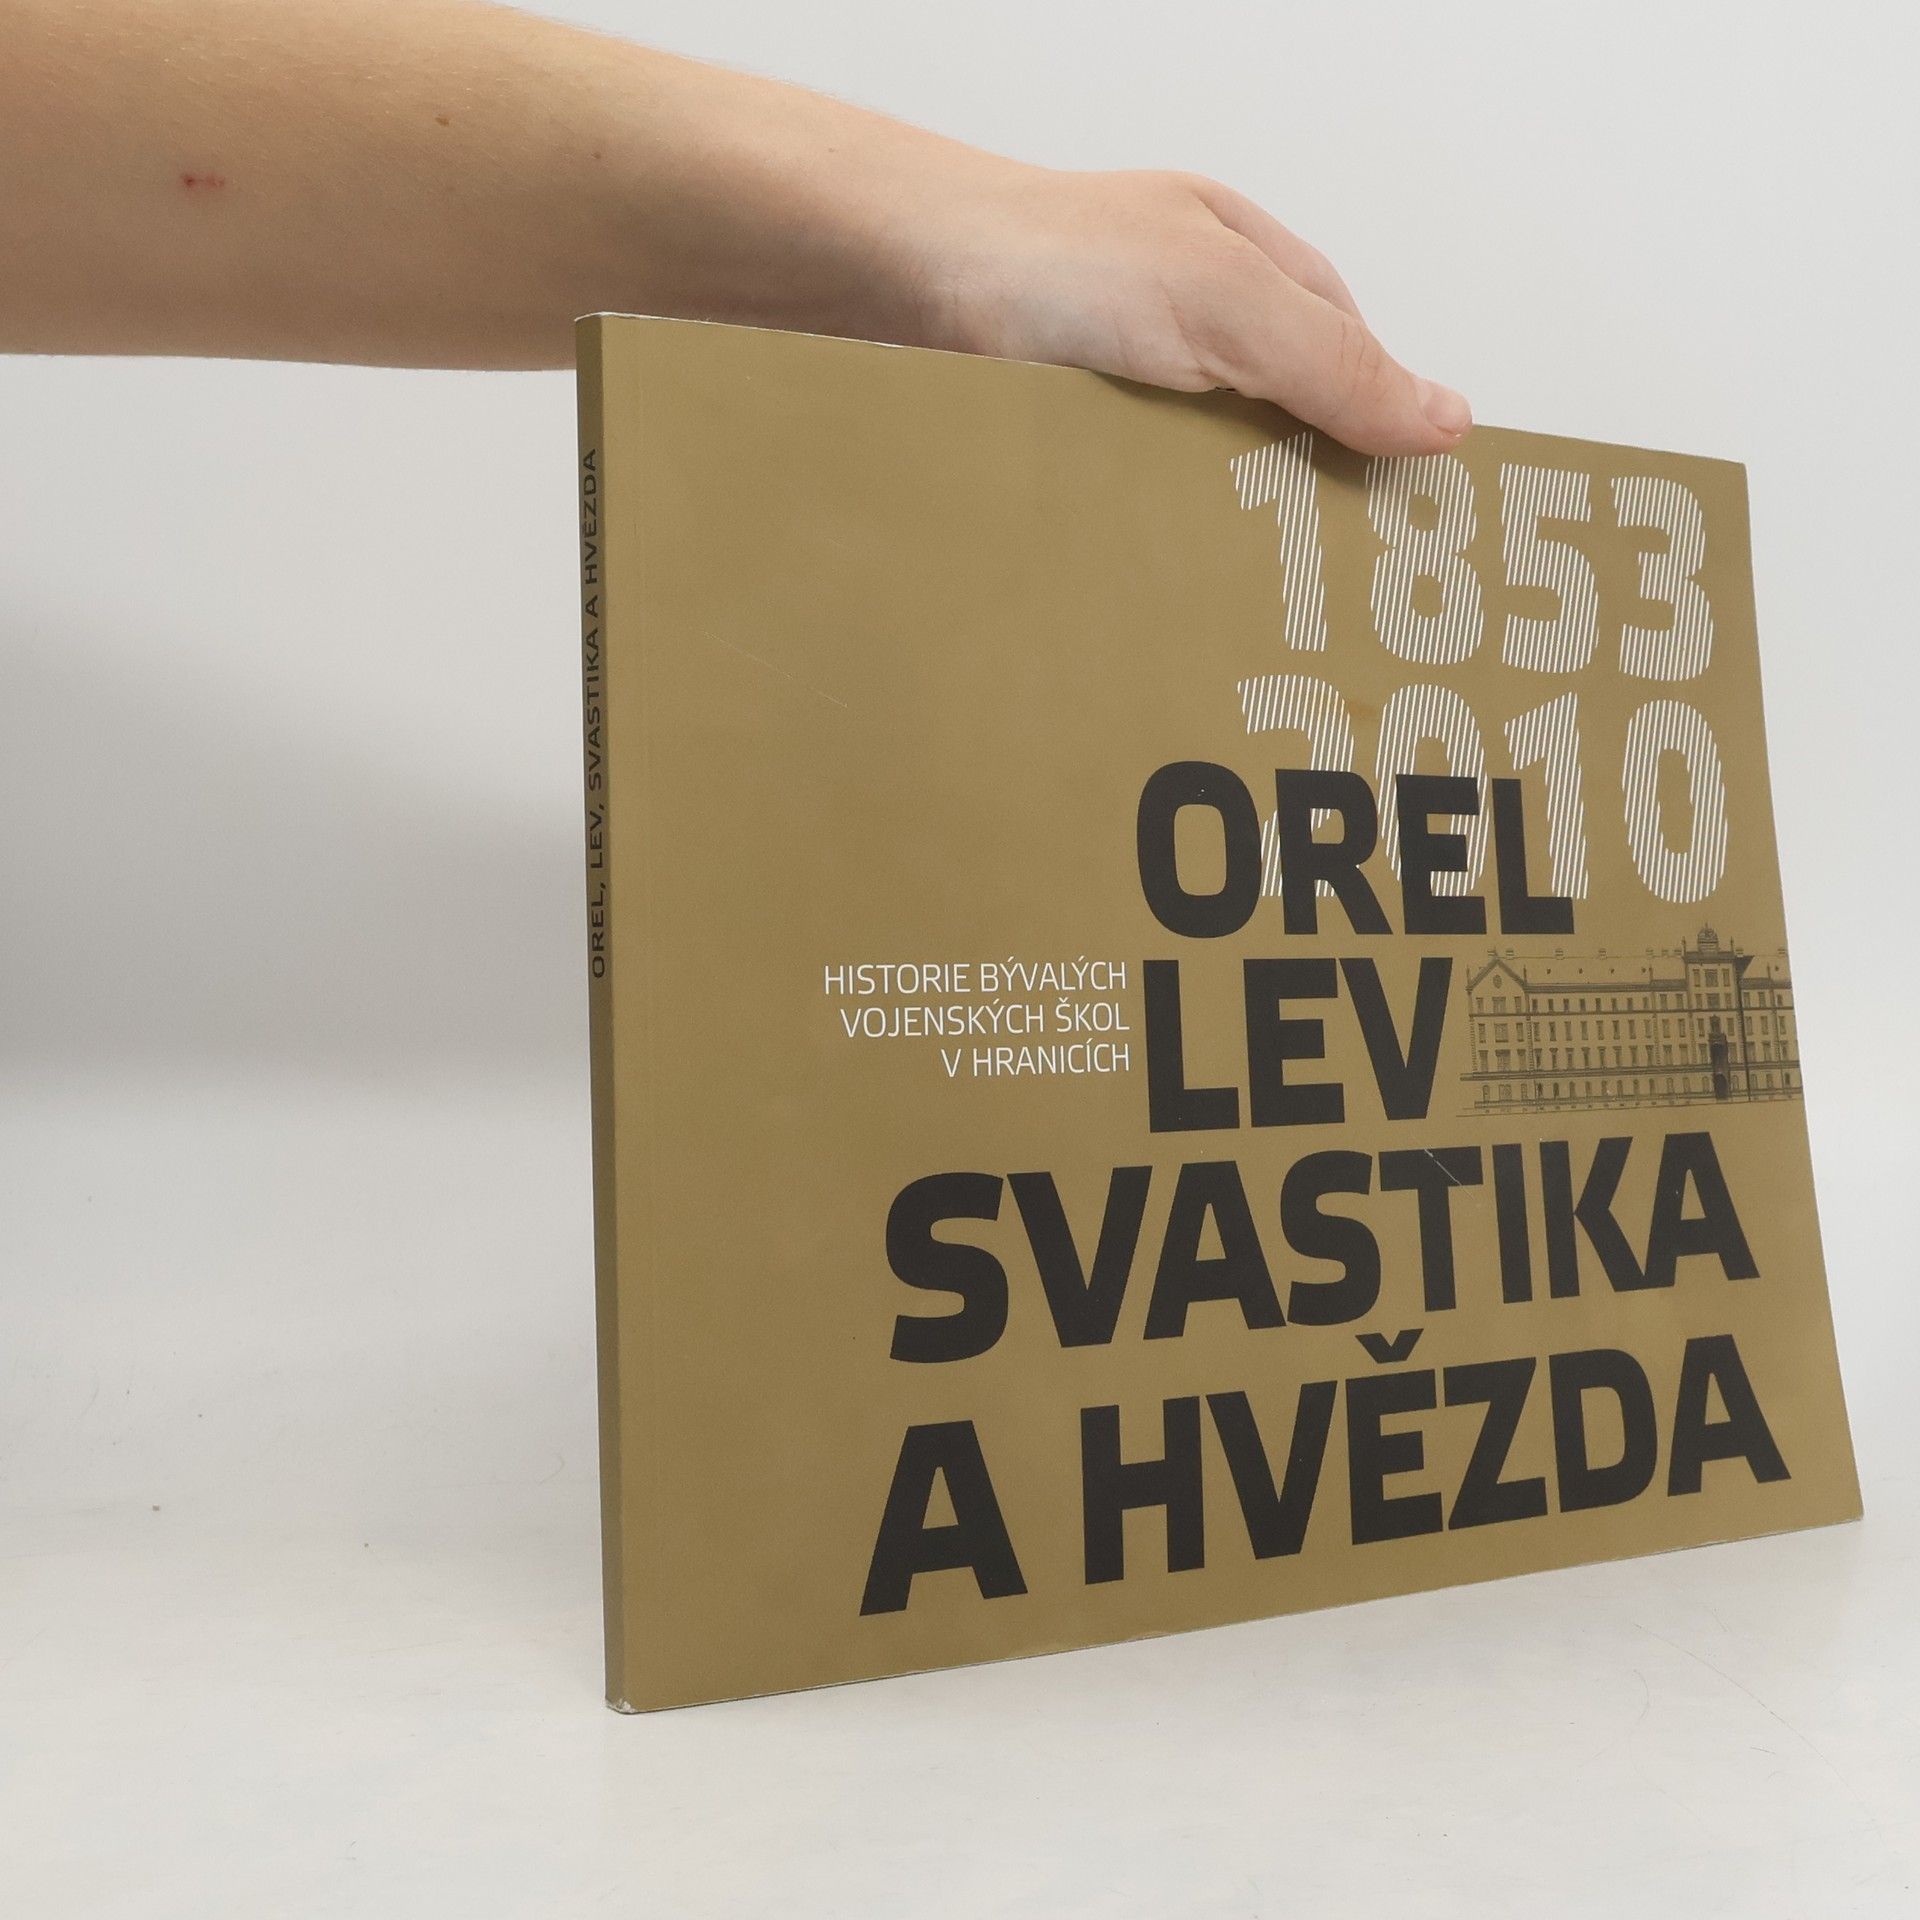 OREL, LEV, SVASTIKA A HVĚZDA
1853
2010
OREL
HISTORIE BÝVALÝCH
VOJENSKÝCH ŠKOL
V HRANICÍCH
LEV
SVASTIKA
A HVĚZDA